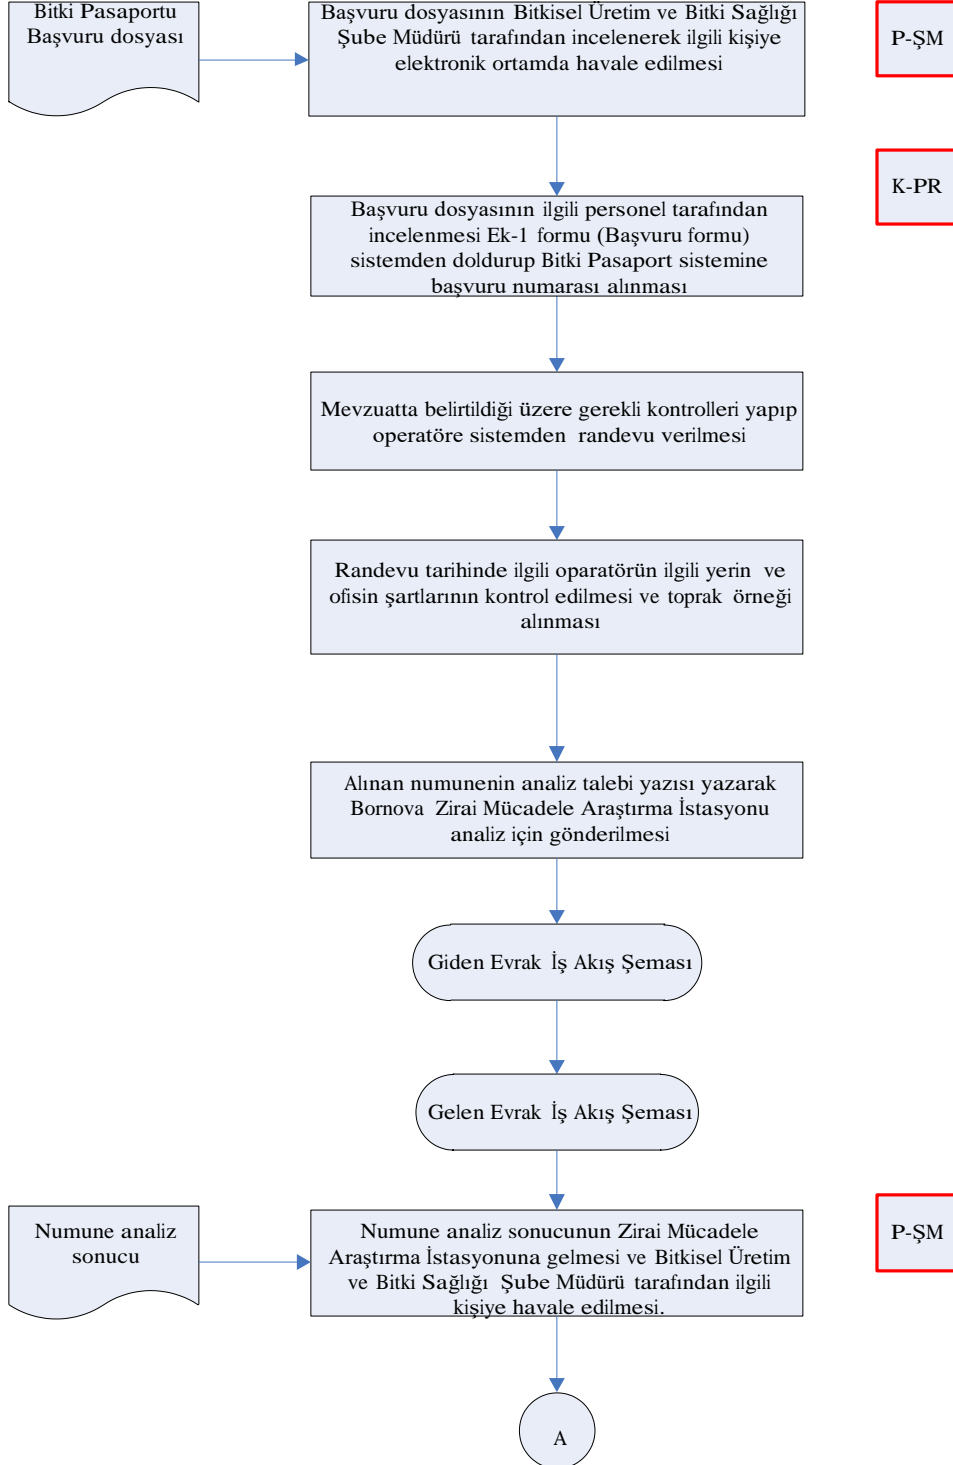 Bitki Pasaportu
Başvuru dosyası
Başvuru dosyasının Bitkisel Üretim ve Bitki Sağlığı
Şube Müdürü tarafından incelenerek ilgili kişiye
elektronik ortamda havale edilmesi
P-ŞM
K-PR
Başvuru dosyasının ilgili personel tarafından
incelenmesi Ek-1 formu (Başvuru formu)
sistemden doldurup Bitki Pasaport sistemine
başvuru numarası alınması
Mevzuatta belirtildiği üzere gerekli kontrolleri yapıp
operatöre sistemden randevu verilmesi
Randevu tarihinde ilgili oparatörün ilgili yerin ve
ofisin şartlarının kontrol edilmesi ve toprak örneği
alınması
Alınan numunenin analiz talebi yazısı yazarak
Bornova Zirai Mücadele Araştırma İstasyonu
analiz için gönderilmesi
Giden Evrak İş Akış Şeması
Gelen Evrak İş Akış Şeması
Numune analiz
sonucu
Numune analiz sonucunun Zirai Mücadele
Araştırma İstasyonuna gelmesi ve Bitkisel Üretim
ve Bitki Sağlığı Şube Müdürü tarafından ilgili
kişiye havale edilmesi.
P-ŞM
A